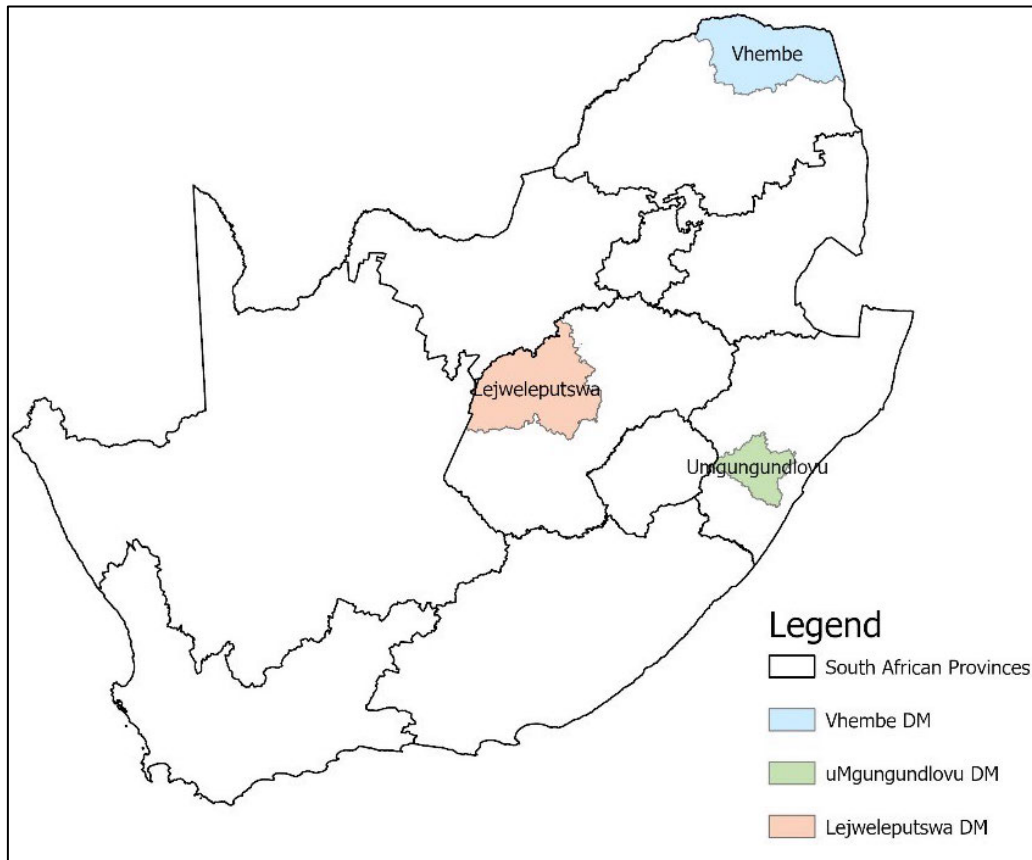 Vhembe
Lejweleputswa
Umgungundlovu
Legend
South African Provinces
Vhembe DM
uMgungundlovu DM
Lejweleputswa DM